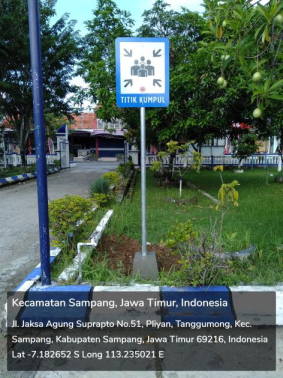 TITIK KUMPUL
Kecamatan Sampang, Jawa Timur, Indonesia
Jl. Jaksa Agung Suprapto No.51, Pliyan, Tanggumong, Kec.
Sampang, Kabupaten Sampang, Jawa Timur 69216, Indonesia
Lat -7.182652 S Long 113.235021 E